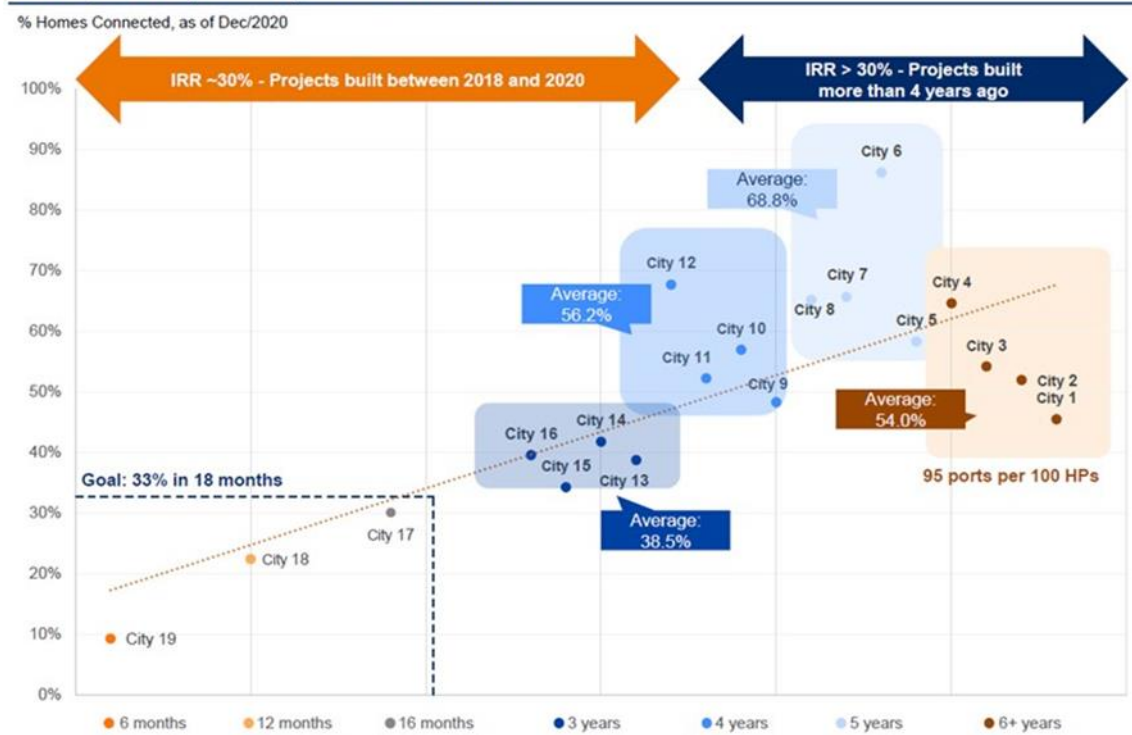 % Homes Connected, as of Dec/2020
IRR ~30% - Projects built between 2018 and 2020
IRR > 30% - Projects built
more than 4 years ago
100%
90%
80%
70%
60%
50%
40%
30%
20%
10%
0%
Goal: 33% in 18 months
City 19
City 18
City 17
City 16
City 15
City 14
City 13
Average:
38.5%
City 12
City 11
City 10
City 9
Average:
56.2%
City 8
City 7
City 6
City 5
Average:
68.8%
City 4
City 3
City 2
City 1
Average:
54.0%
95 ports per 100 HPs
6 months
12 months
16 months
3 years
4 years
5 years
6+ years